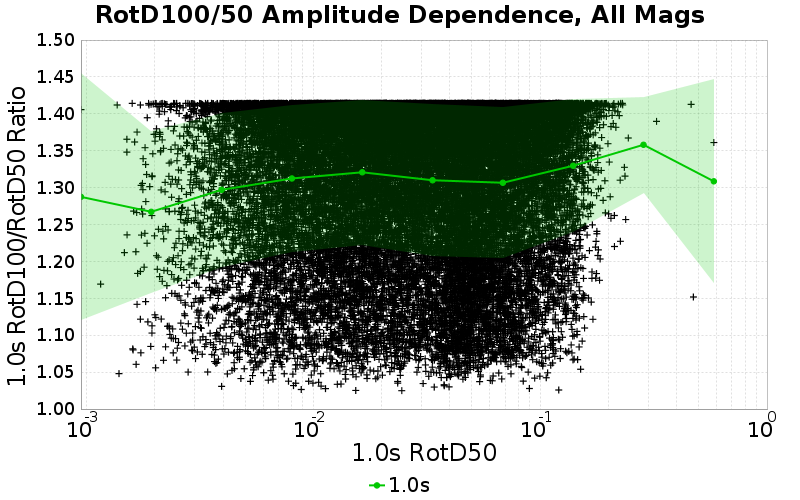 RotD100/50 Amplitude Dependence, All Mags
1.0s RotD100/RotD50 Ratio
1.50
1.45
1.40
1.35
1.30
1.25
1.20
1.15
1.10
1.05
1.00
10^-3 10^-2 10^-1 10^0
1.0s RotD50
1.0s